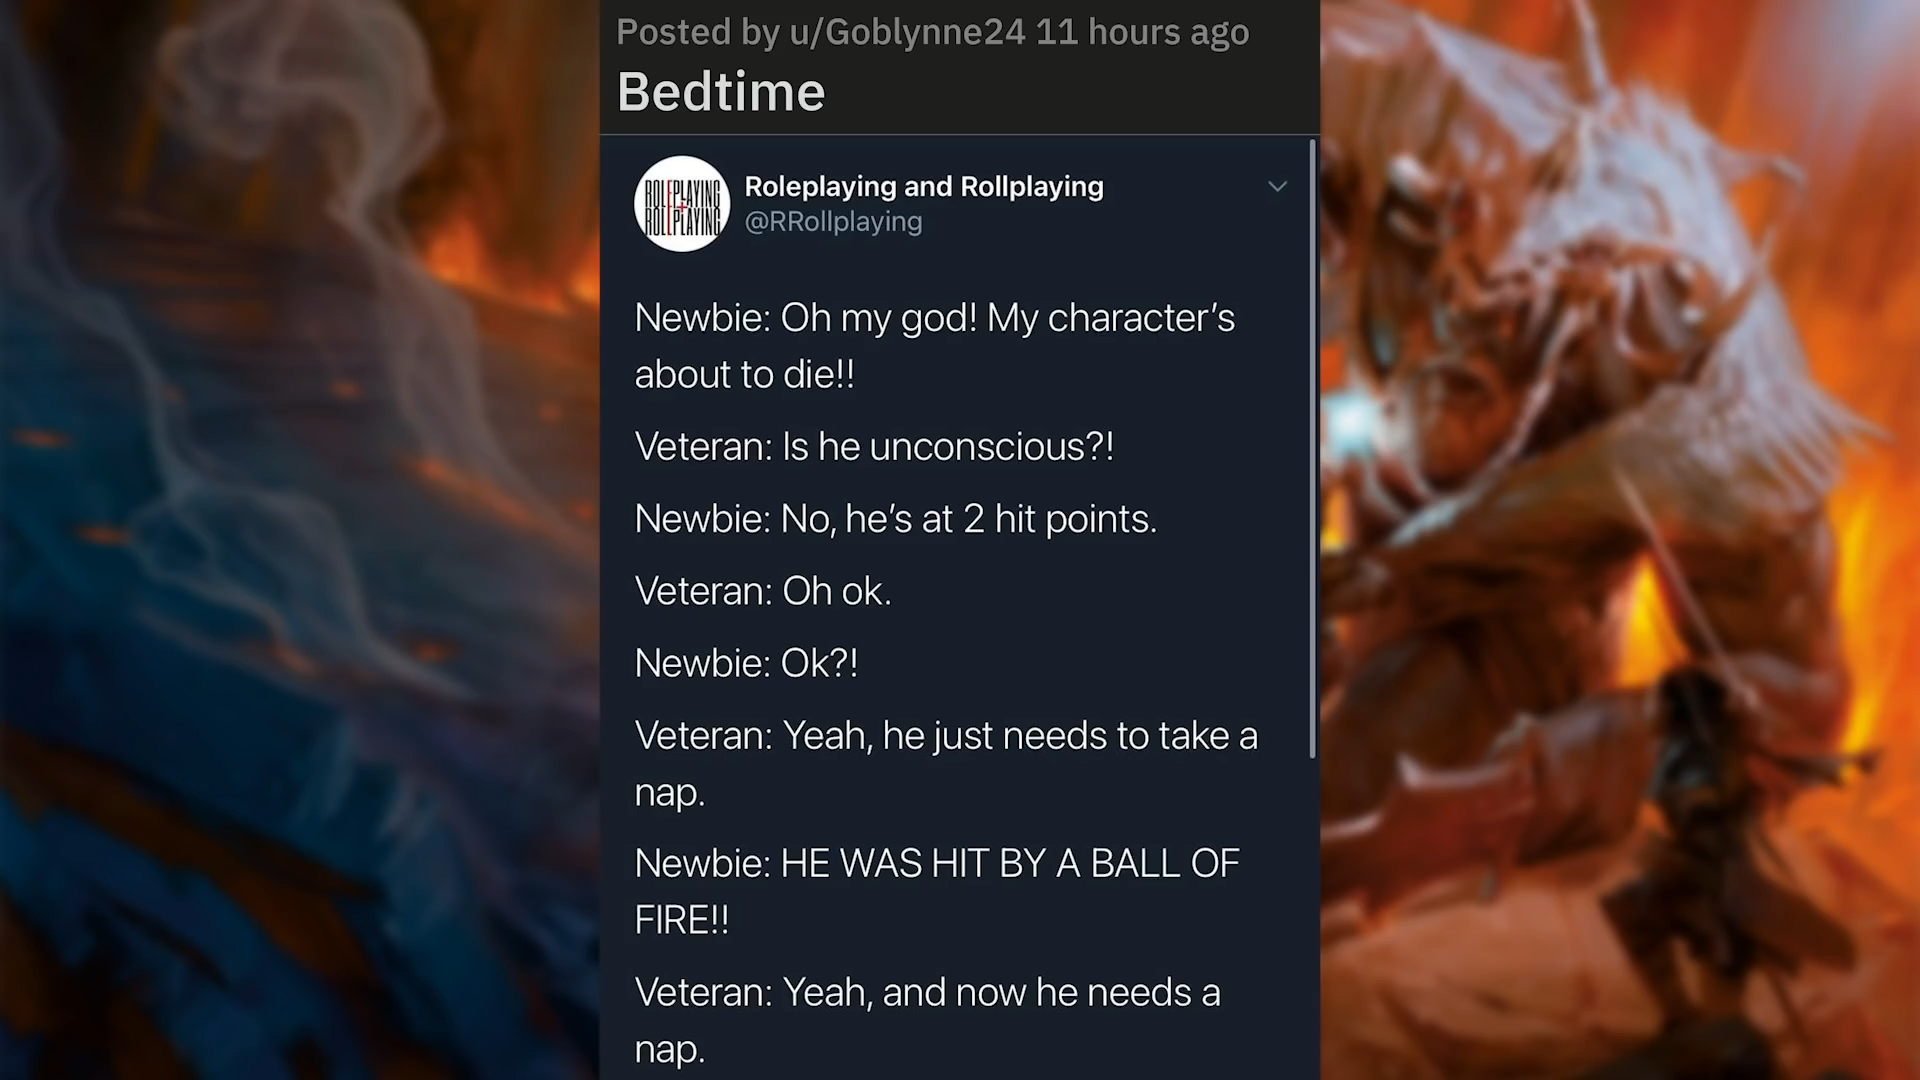 Posted by u/Goblynne24 11 hours ago
Bedtime
ROLEPLAYING
+
ROLLPLAYING
Roleplaying and Rollplaying
@RRollplaying
Newbie: Oh my god! My character’s
about to die!!
Veteran: Is he unconscious?!
Newbie: No, he’s at 2 hit points.
Veteran: Oh ok.
Newbie: Ok?!
Veteran: Yeah, he just needs to take a
nap.
Newbie: HE WAS HIT BY A BALL OF
FIRE!!
Veteran: Yeah, and now he needs a
nap.